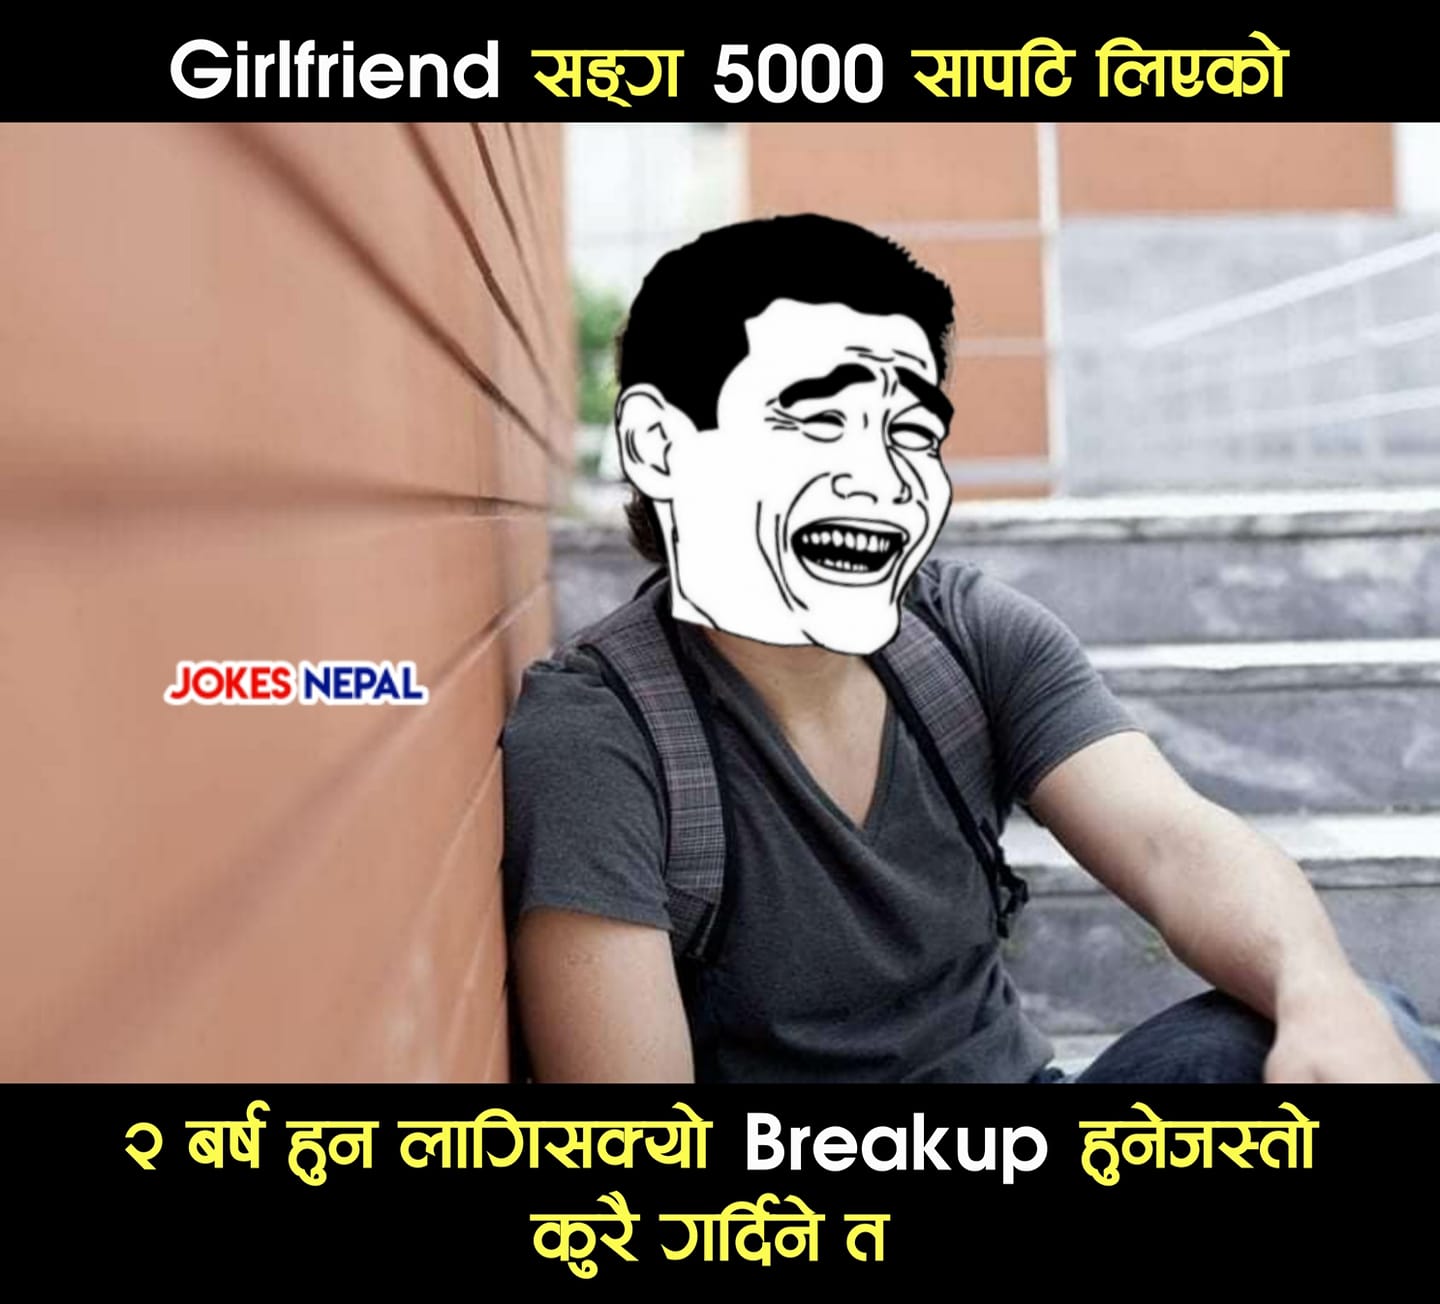 Girlfriend सङ्ग 5000 सापटि लिएको
JOKES NEPAL
२ बर्ष हुन लागिसक्यो Breakup हुनेजस्तो
कुरै गर्दिने त